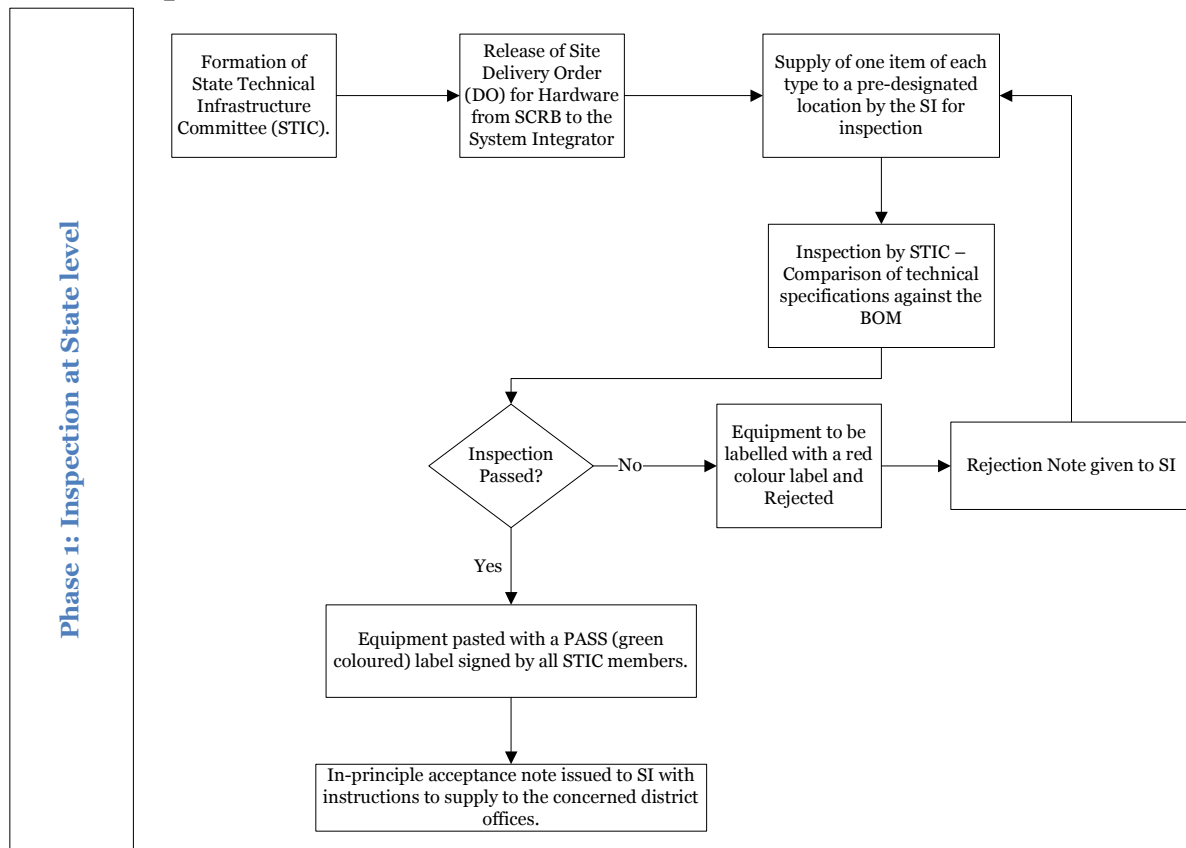 Phase 1: Inspection at State level
Formation of
State Technical
Infrastructure
Committee (STIC).
Release of Site
Delivery Order
(DO) for Hardware
from SCRB to the
System Integrator
Supply of one item of each
type to a pre-designated
location by the SI for
inspection
Inspection by STIC –
Comparison of technical
specifications against the
BOM
Inspection
Passed?
No
Equipment to be
labelled with a red
colour label and
Rejected
Rejection Note given to SI
Yes
Equipment pasted with a PASS (green
coloured) label signed by all STIC members.
In-principle acceptance note issued to SI with
instructions to supply to the concerned district
offices.